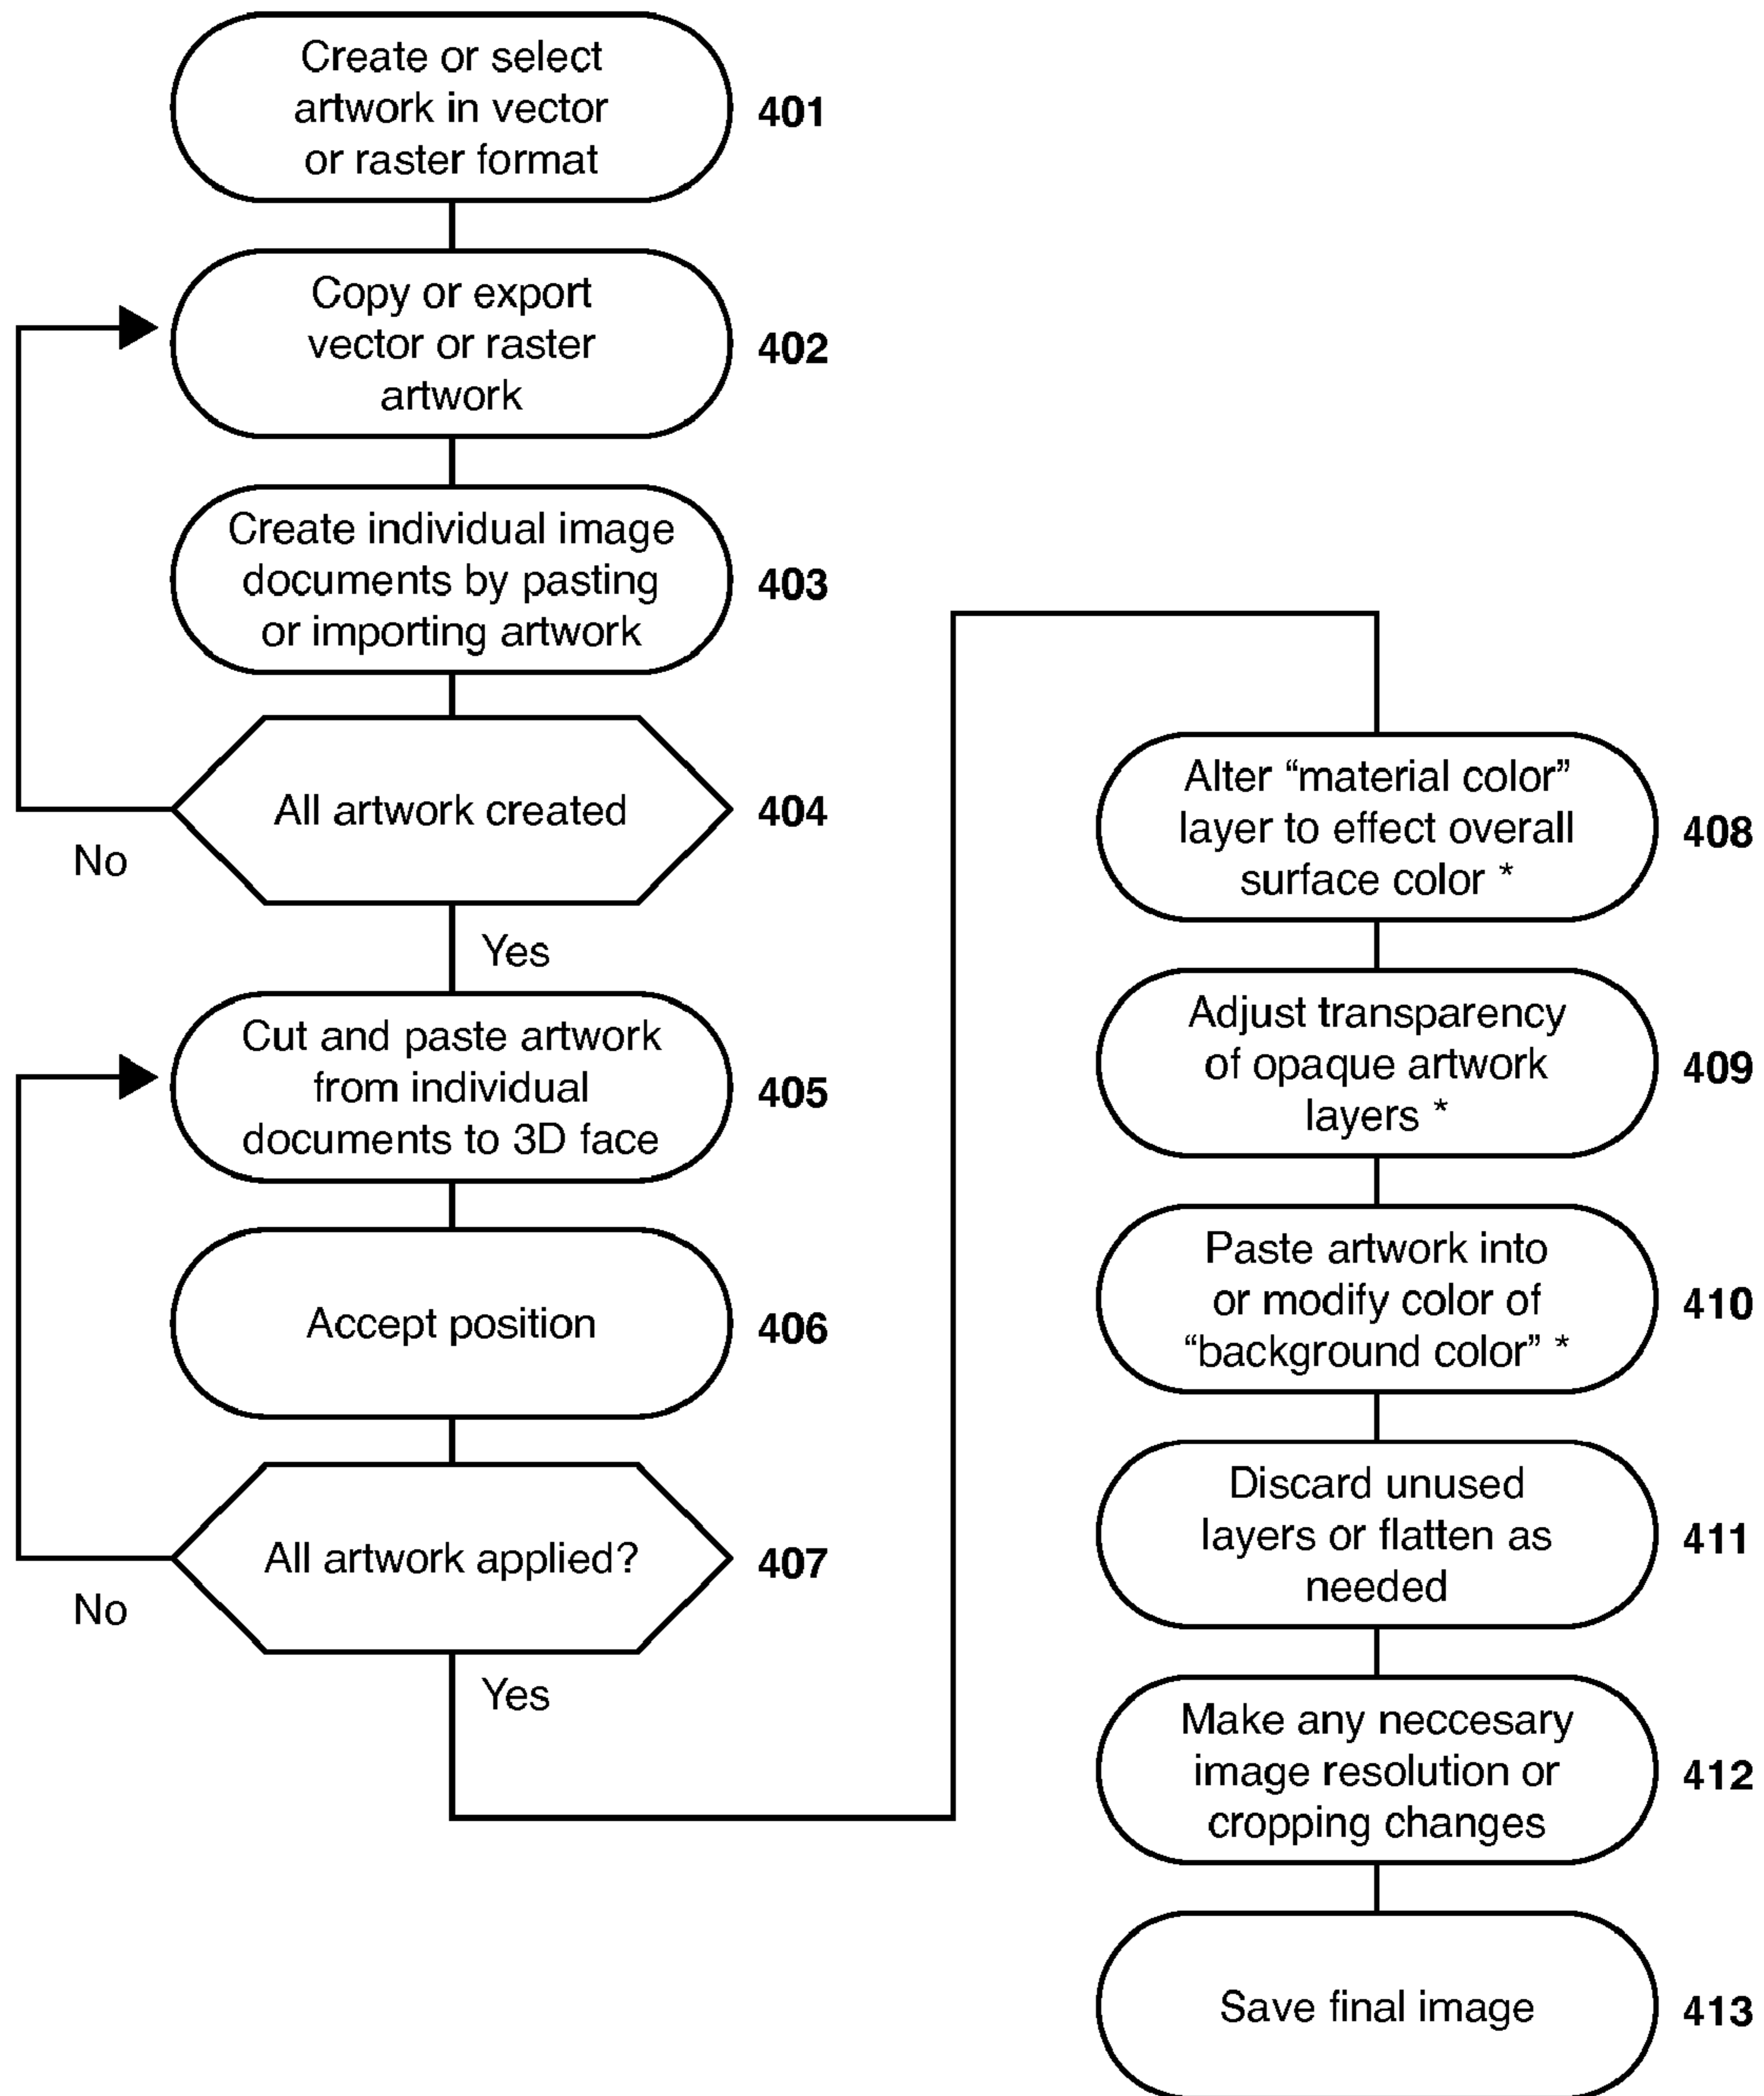 Create or select
artwork in vector
or raster format
401
Copy or export
vector or raster
artwork
402
Create individual image
documents by pasting
or importing artwork
403
All artwork created
404
No
Yes
Cut and paste artwork
from individual
documents to 3D face
405
Accept position
406
All artwork applied?
407
No
Yes
Alter “material color”
layer to effect overall
surface color *
408
Adjust transparency
of opaque artwork
layers *
409
Paste artwork into
or modify color of
“background color” *
410
Discard unused
layers or flatten as
needed
411
Make any neccesary
image resolution or
cropping changes
412
Save final image
413